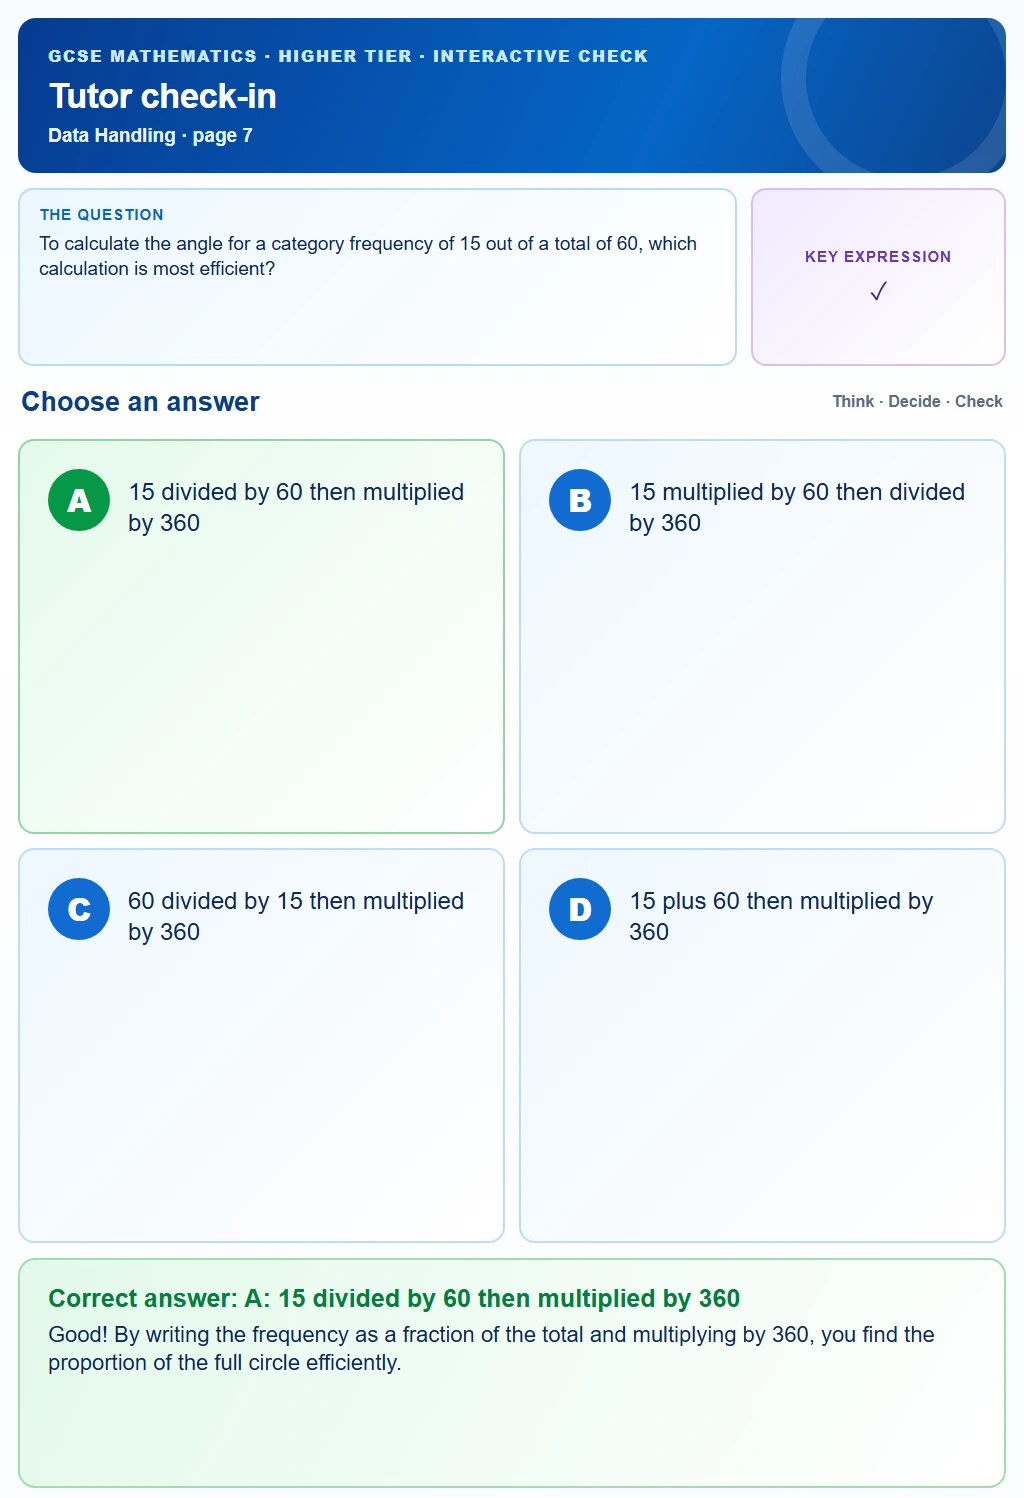 GCSE MATHEMATICS · HIGHER TIER · INTERACTIVE CHECK
Tutor check-in
Data Handling · page 7
THE QUESTION
To calculate the angle for a category frequency of 15 out of a total of 60, which
calculation is most efficient?
KEY EXPRESSION
✓
Choose an answer
Think · Decide · Check
A
15 divided by 60 then multiplied
by 360
B
15 multiplied by 60 then divided
by 360
C
60 divided by 15 then multiplied
by 360
D
15 plus 60 then multiplied by
360
Correct answer: A: 15 divided by 60 then multiplied by 360
Good! By writing the frequency as a fraction of the total and multiplying by 360, you find the
proportion of the full circle efficiently.